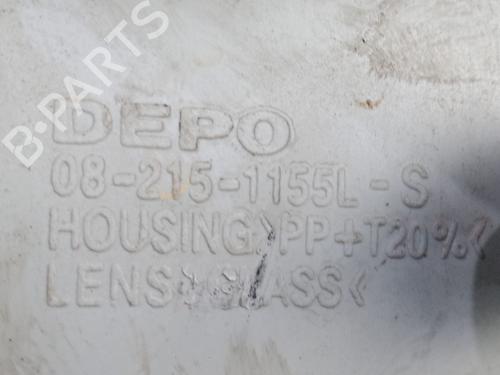 B-PARTS
DEPO
08-215-1155L-S
HOUSING>PP+T20%<
LENS>GLASS<